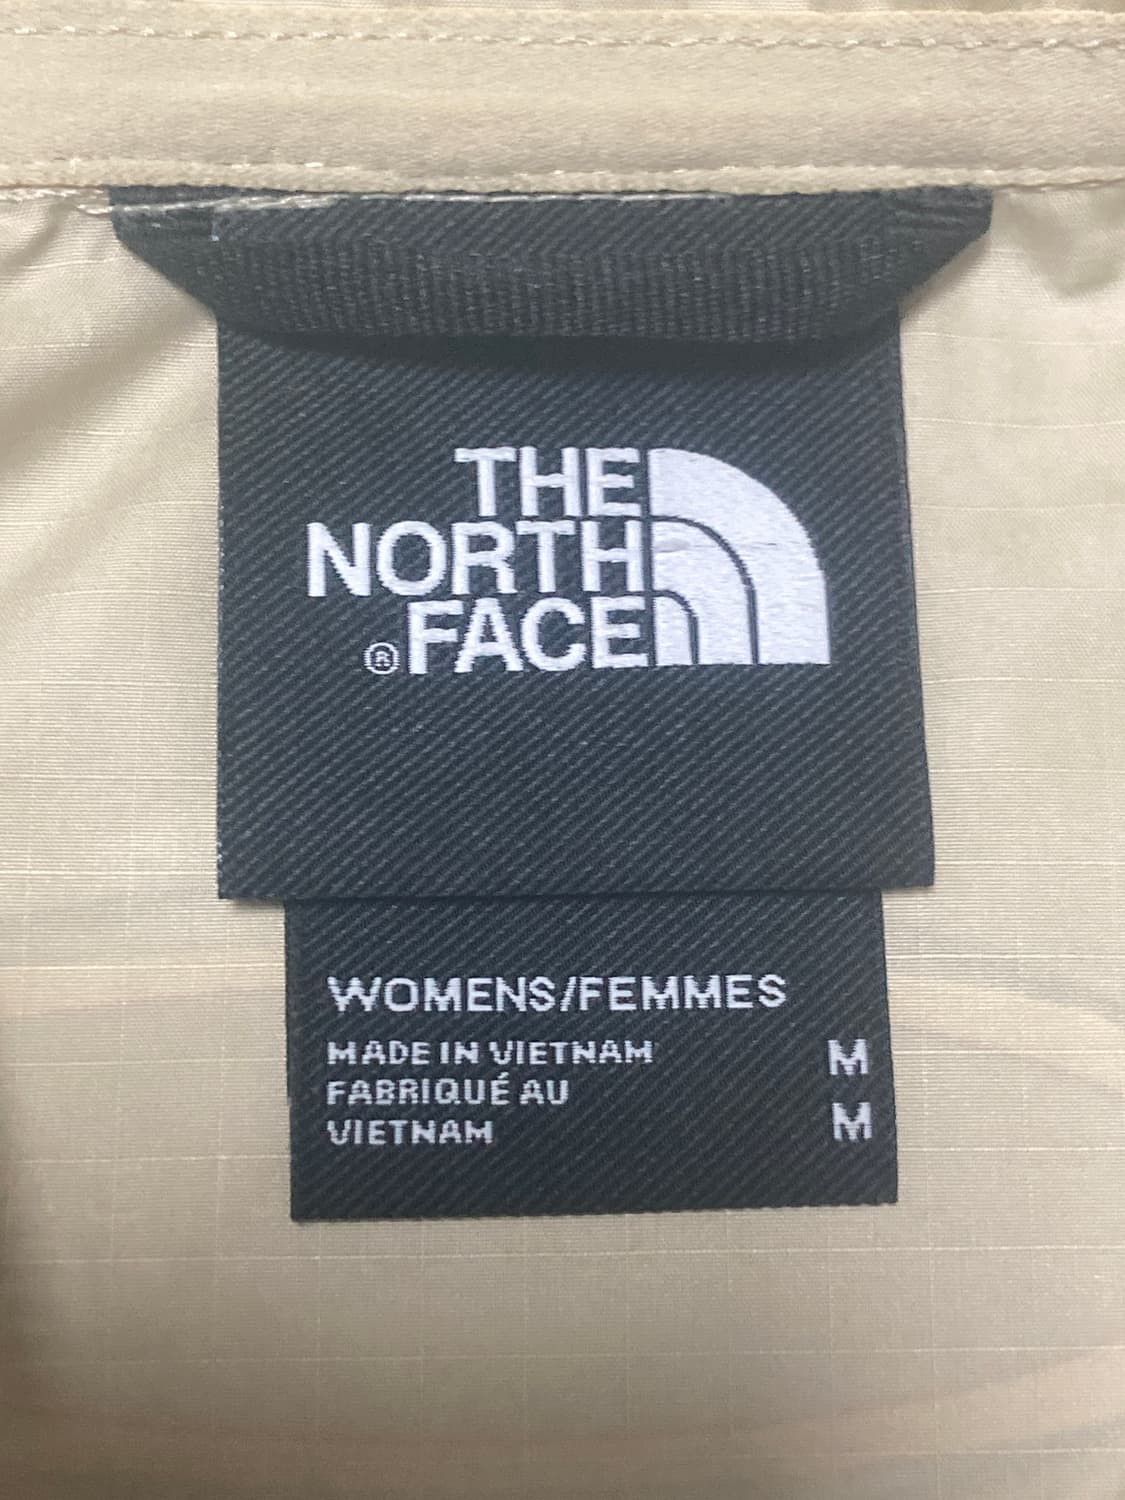 THE
NORTH
®FACE
WOMENS/FEMMES
MADE IN VIETNAM M
FABRIQUÉ AU
VIETNAM M